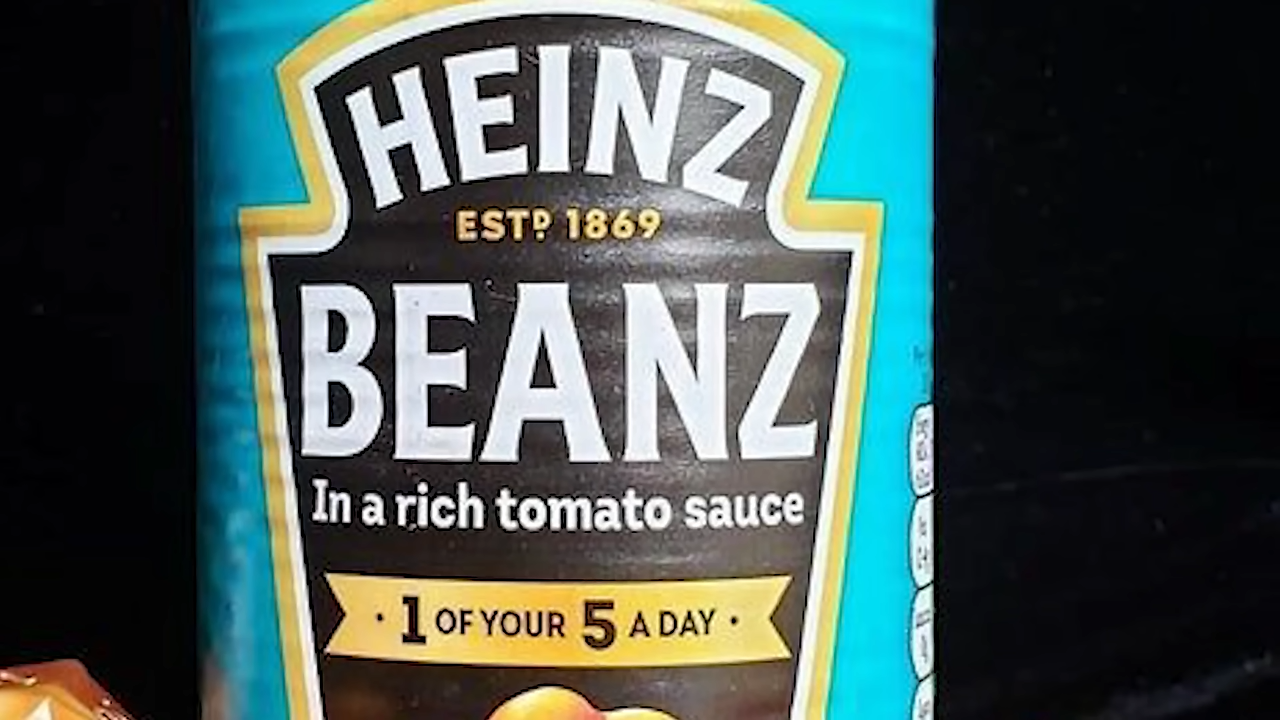 HEINZ
ESTD 1869
BEANZ
In a rich tomato sauce
· 1 OF YOUR 5 A DAY ·